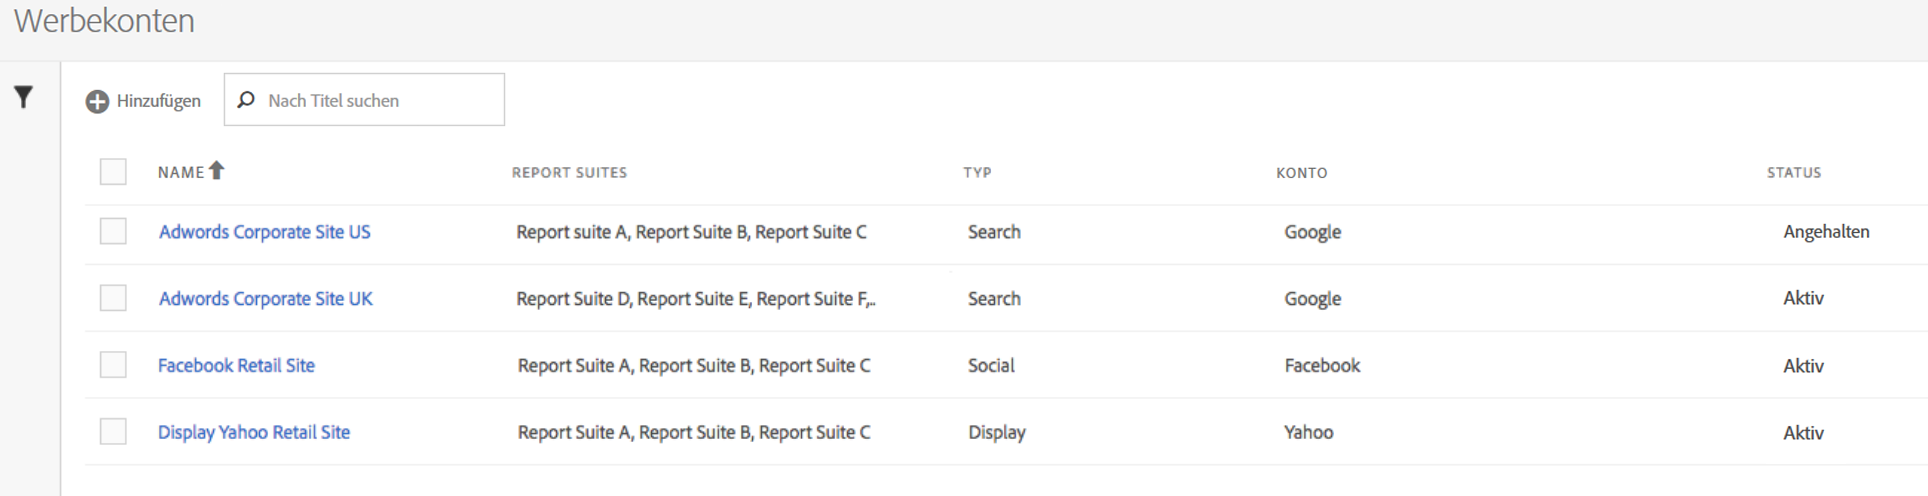 Werbekonten
Hinzufügen Nach Titel suchen
NAME REPORT SUITES TYP KONTO STATUS
Adwords Corporate Site US Report suite A, Report Suite B, Report Suite C Search Google Angehalten
Adwords Corporate Site UK Report Suite D, Report Suite E, Report Suite F,.. Search Google Aktiv
Facebook Retail Site Report Suite A, Report Suite B, Report Suite C Social Facebook Aktiv
Display Yahoo Retail Site Report Suite A, Report Suite B, Report Suite C Display Yahoo Aktiv